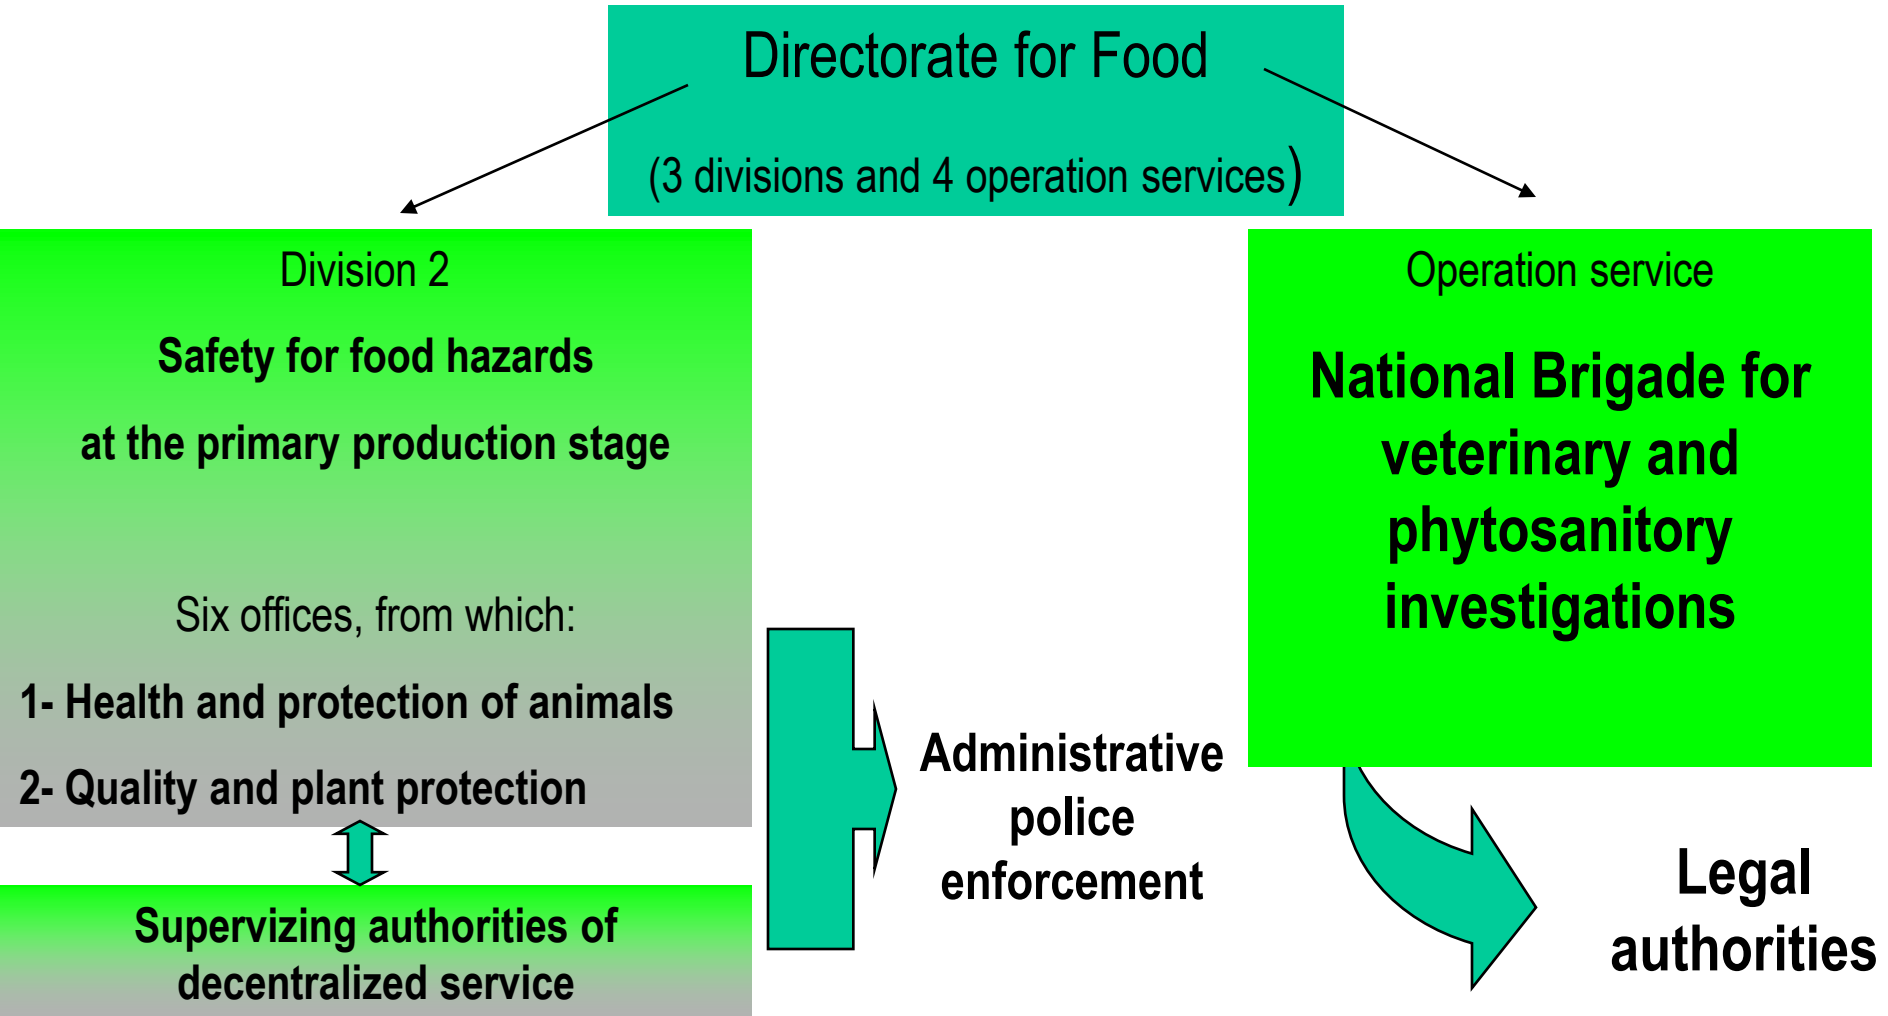 Directorate for Food
(3 divisions and 4 operation services)
Division 2
Safety for food hazards
at the primary production stage
Six offices, from which:
1- Health and protection of animals
2- Quality and plant protection
Supervizing authorities of
decentralized service
Administrative
police
enforcement
Operation service
National Brigade for
veterinary and
phytosanitory
investigations
Legal
authorities